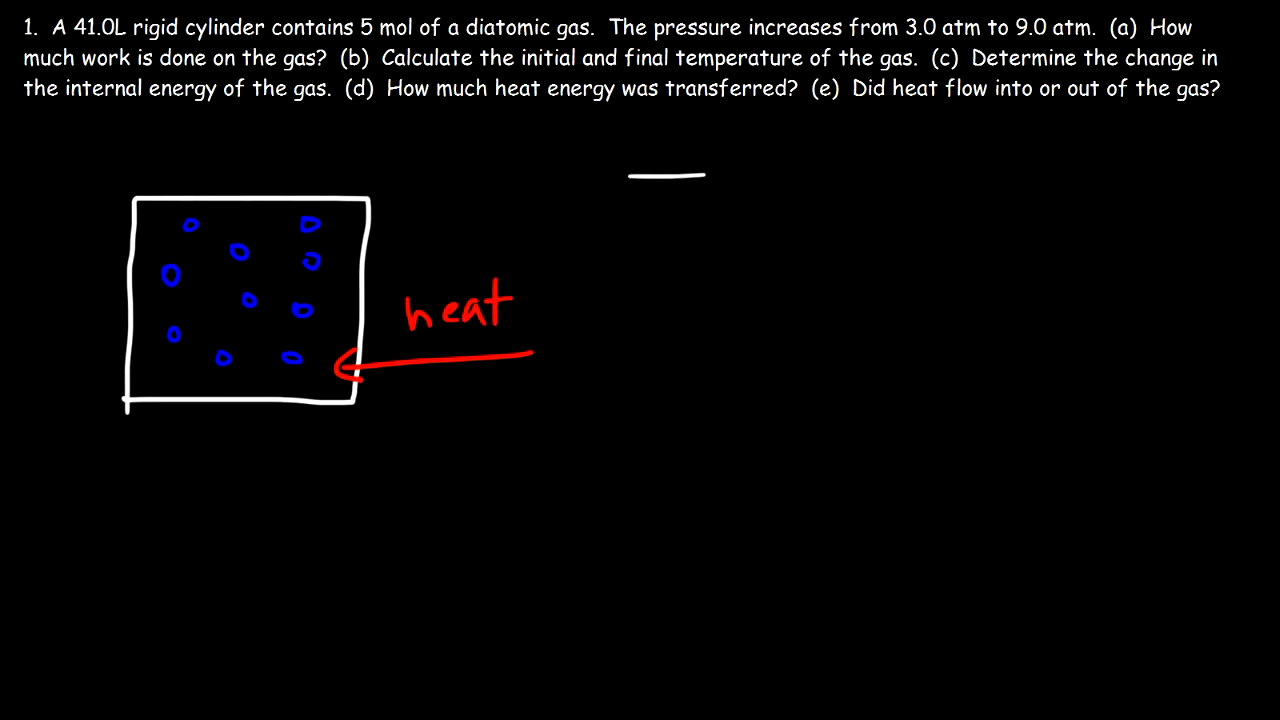 1. A 41.0L rigid cylinder contains 5 mol of a diatomic gas. The pressure increases from 3.0 atm to 9.0 atm. (a) How
much work is done on the gas? (b) Calculate the initial and final temperature of the gas. (c) Determine the change in
the internal energy of the gas. (d) How much heat energy was transferred? (e) Did heat flow into or out of the gas?
heat